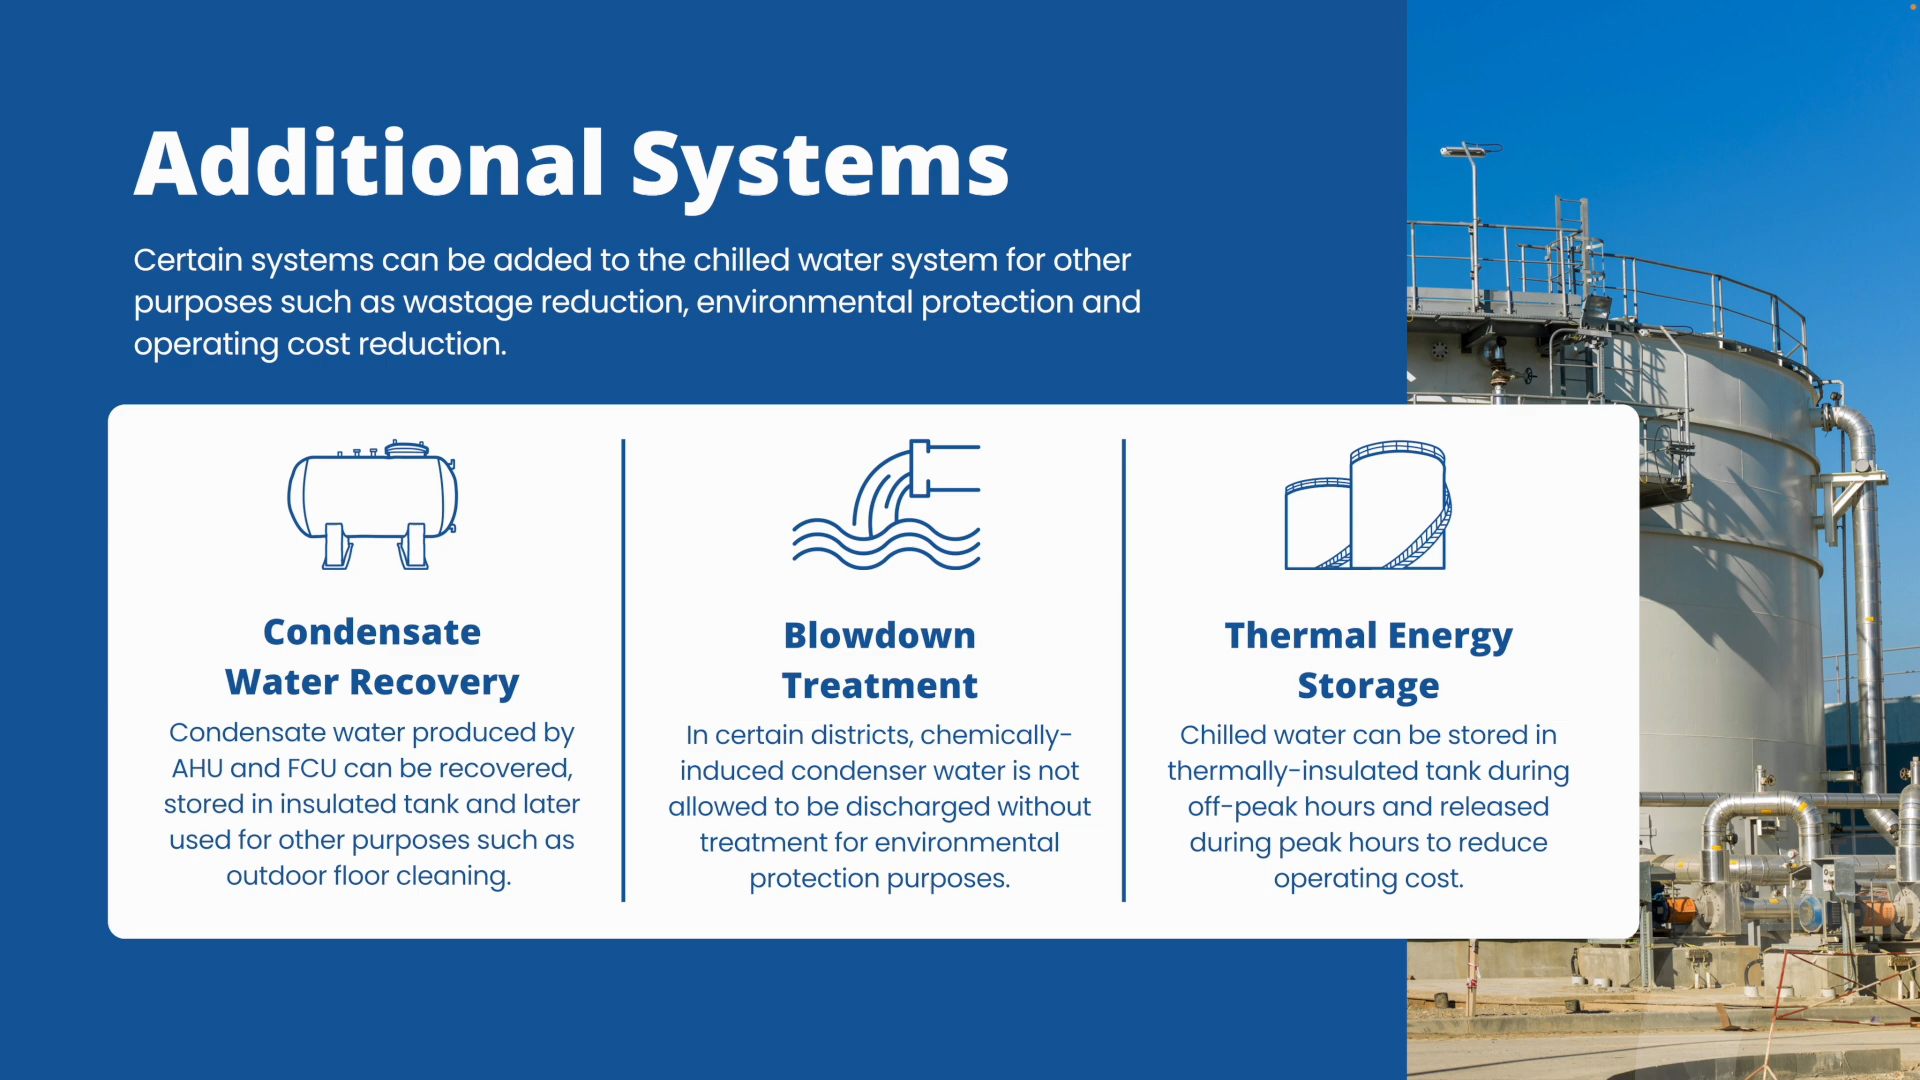 Additional Systems
Certain systems can be added to the chilled water system for other
purposes such as wastage reduction, environmental protection and
operating cost reduction.
Condensate
Water Recovery
Condensate water produced by
AHU and FCU can be recovered,
stored in insulated tank and later
used for other purposes such as
outdoor floor cleaning.
Blowdown
Treatment
In certain districts, chemically-
induced condenser water is not
allowed to be discharged without
treatment for environmental
protection purposes.
Thermal Energy
Storage
Chilled water can be stored in
thermally-insulated tank during
off-peak hours and released
during peak hours to reduce
operating cost.